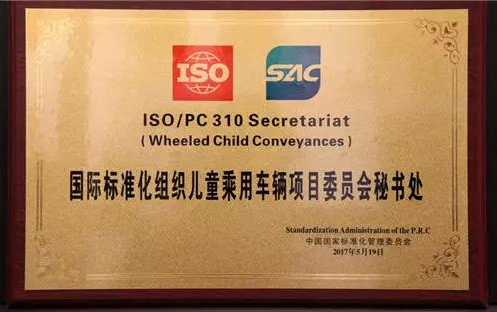 ISO SAC
ISO/PC 310 Secretariat
( Wheeled Child Conveyances )
国际标准化组织儿童乘用车辆项目委员会秘书处
Standardization Administration of the P.R.C
中国国家标准化管理委员会
2017年5月19日